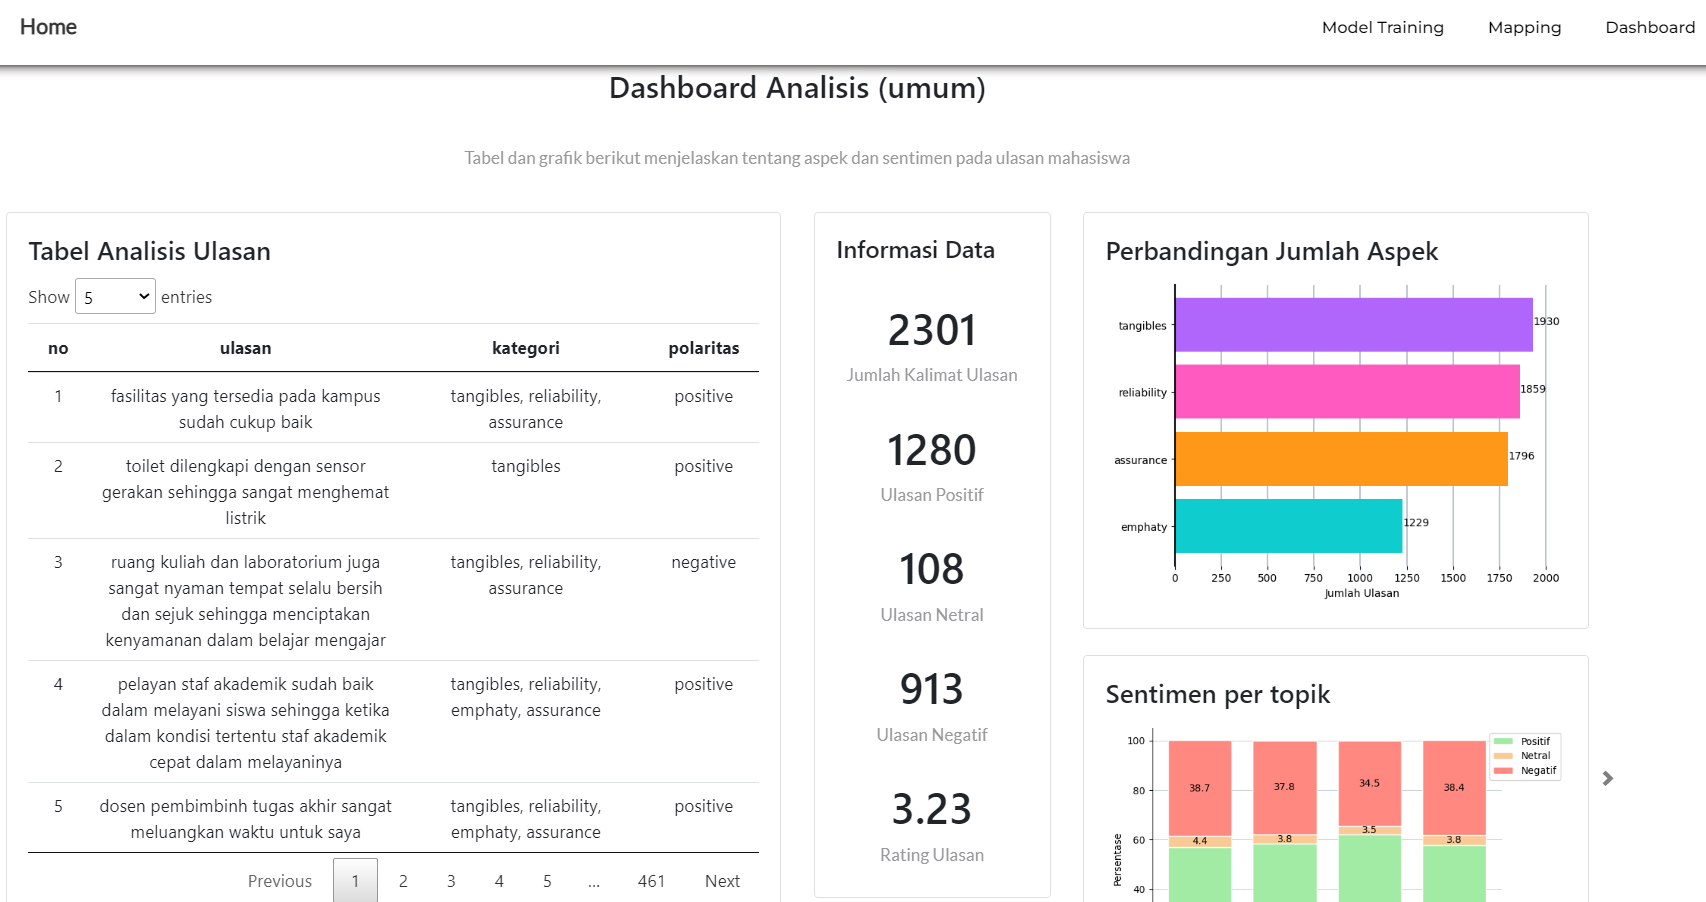 Home
Model Training
Mapping
Dashboard
Dashboard Analisis (umum)
Tabel dan grafik berikut menjelaskan tentang aspek dan sentimen pada ulasan mahasiswa
Tabel Analisis Ulasan
Show 5 entries
no ulasan kategori polaritas
1 fasilitas yang tersedia pada kampus tangibles, reliability, positive
sudah cukup baik assurance
2 toilet dilengkapi dengan sensor tangibles positive
gerakan sehingga sangat menghemat
listrik
3 ruang kuliah dan laboratorium juga tangibles, reliability, negative
sangat nyaman tempat selalu bersih assurance
dan sejuk sehingga menciptakan
kenyamanan dalam belajar mengajar
4 pelayan staf akademik sudah baik tangibles, reliability, positive
dalam melayani siswa sehingga ketika emphaty, assurance
dalam kondisi tertentu staf akademik
cepat dalam melayaninya
5 dosen pembimbinh tugas akhir sangat tangibles, reliability, positive
meluangkan waktu untuk saya emphaty, assurance
Previous 1 2 3 4 5 ... 461 Next
Informasi Data
2301
Jumlah Kalimat Ulasan
1280
Ulasan Positif
108
Ulasan Netral
913
Ulasan Negatif
3.23
Rating Ulasan
Perbandingan Jumlah Aspek
tangibles 1930
reliability 1859
assurance 1796
emphaty 1229
0 250 500 750 1000 1250 1500 1750 2000
Jumlah Ulasan
Sentimen per topik
Positif
Netral
Negatif
100
80
60
40
Persentase
38.7 37.8 34.5 38.4
4.4 3.8 3.5 3.8